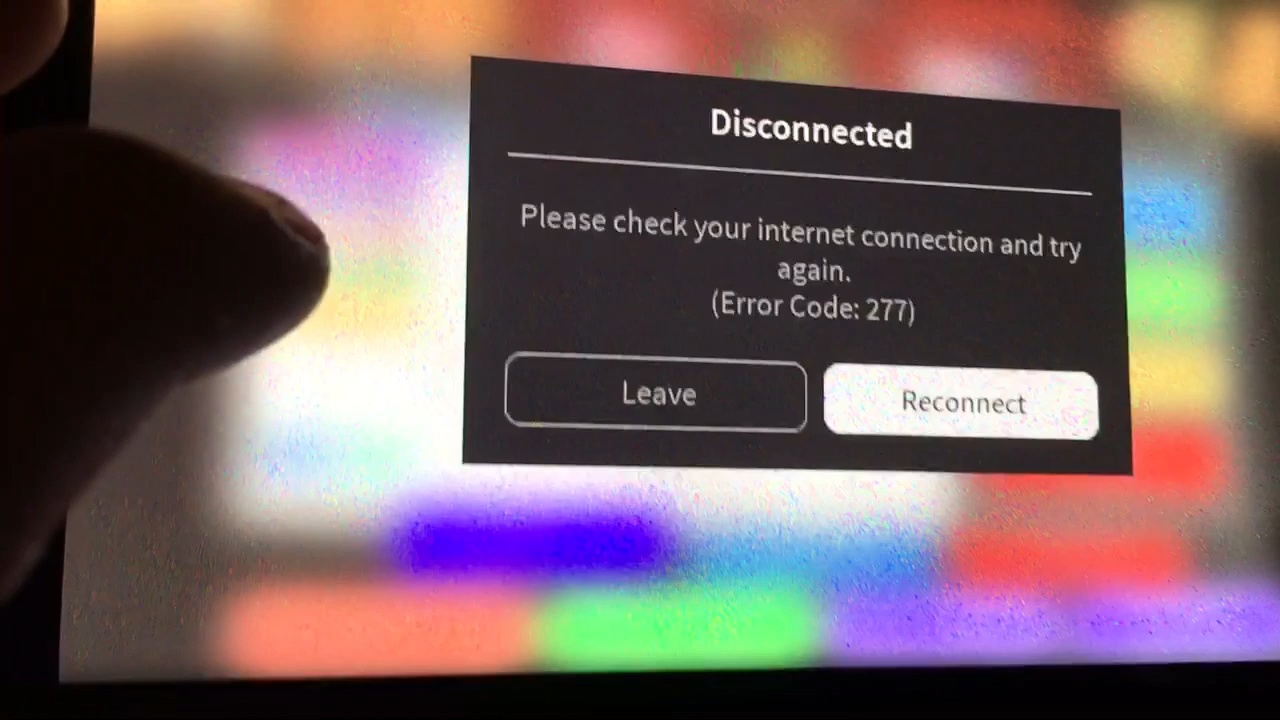 Disconnected
Please check your internet connection and try
again.
(Error Code: 277)
Leave
Reconnect